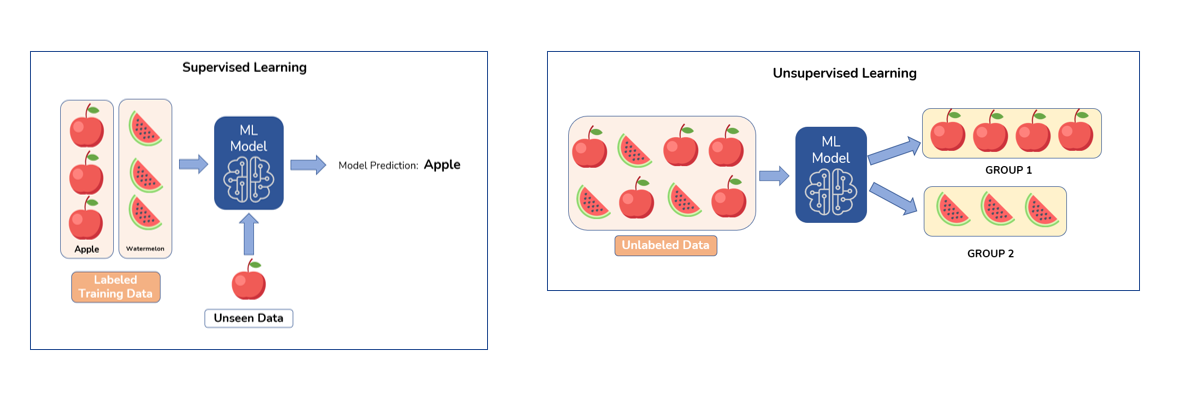 Supervised Learning
Apple
Watermelon
Labeled
Training Data
ML
Model
Unseen Data
Model Prediction: Apple
Unsupervised Learning
Unlabeled Data
ML
Model
GROUP 1
GROUP 2